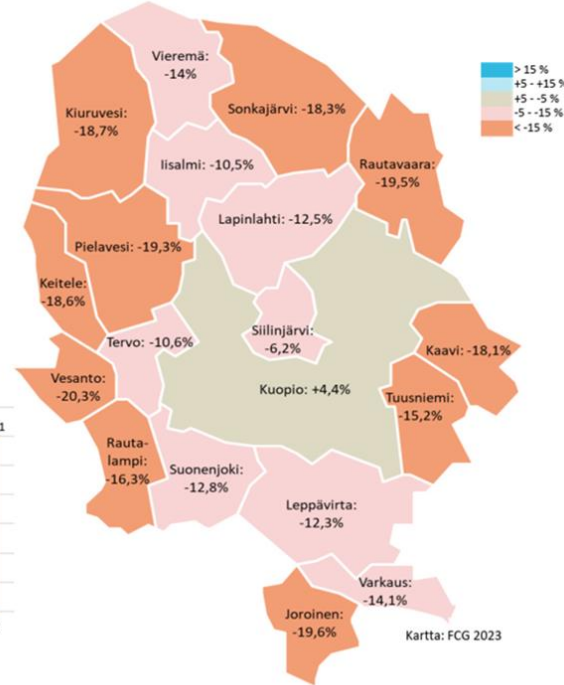 Vieremä:
-14%
> 15 %
+5 - +15 %
+5 - -5 %
-5 - -15 %
< -15 %
Kiuruvesi:
-18,7%
Sonkajärvi: -18,3%
Iisalmi: -10,5%
Rautavaara:
-19,5%
Lapinlahti: -12,5%
Pielavesi: -19,3%
Keitele:
-18,6%
Siilinjärvi:
-6,2%
Tervo: -10,6%
Kaavi: -18,1%
Vesanto:
-20,3%
Kuopio: +4,4%
Tuusniemi:
-15,2%
1
Rauta-
lampi:
-16,3%
Suonenjoki:
-12,8%
Leppävirta:
-12,3%
Varkaus:
-14,1%
Joroinen:
-19,6%
Kartta: FCG 2023